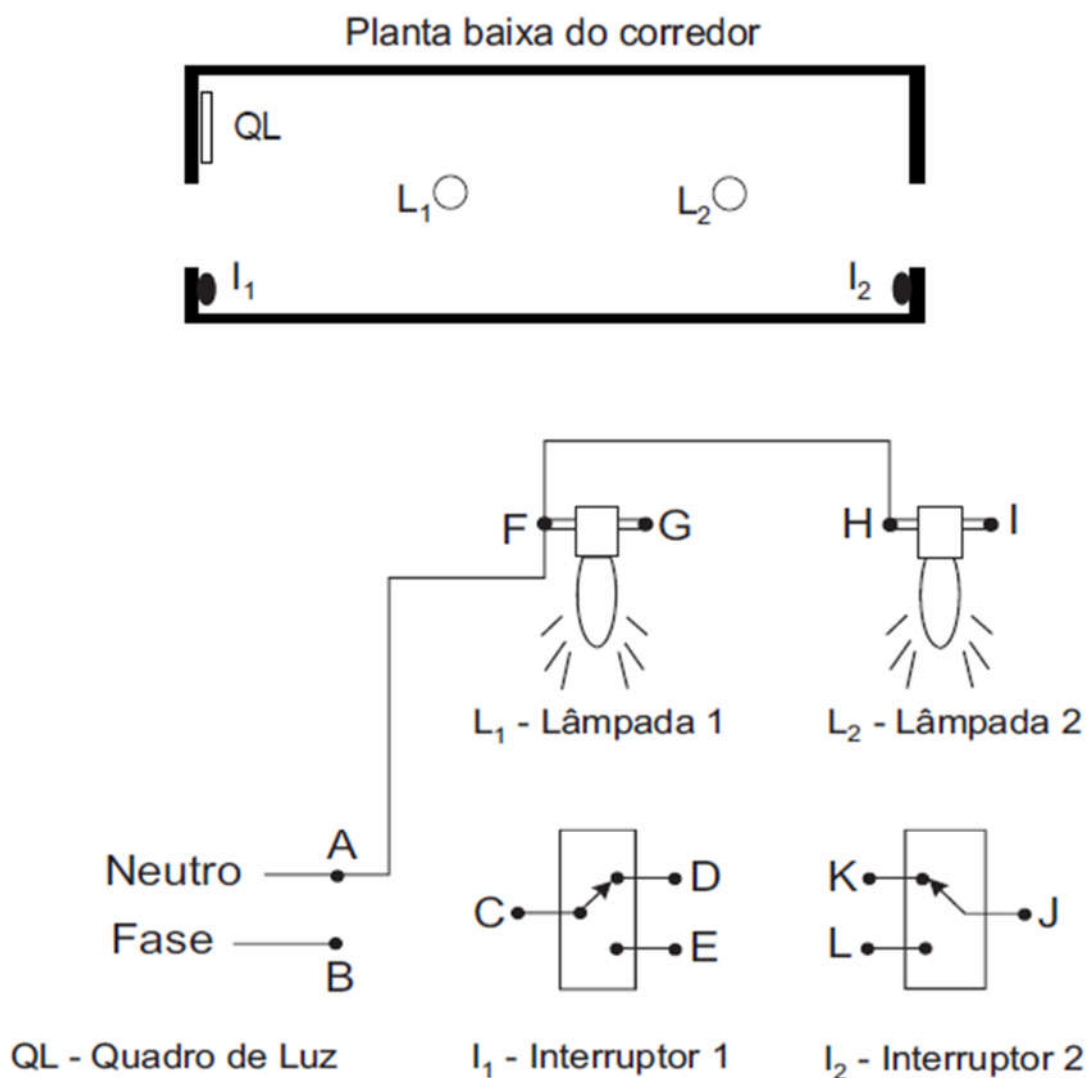 Planta baixa do corredor
QL
L₁ L₂
I₁ I₂
F G H I
L₁ - Lâmpada 1 L₂ - Lâmpada 2
Neutro A
C D E K L J
Fase B
QL - Quadro de Luz I₁ - Interruptor 1 I₂ - Interruptor 2